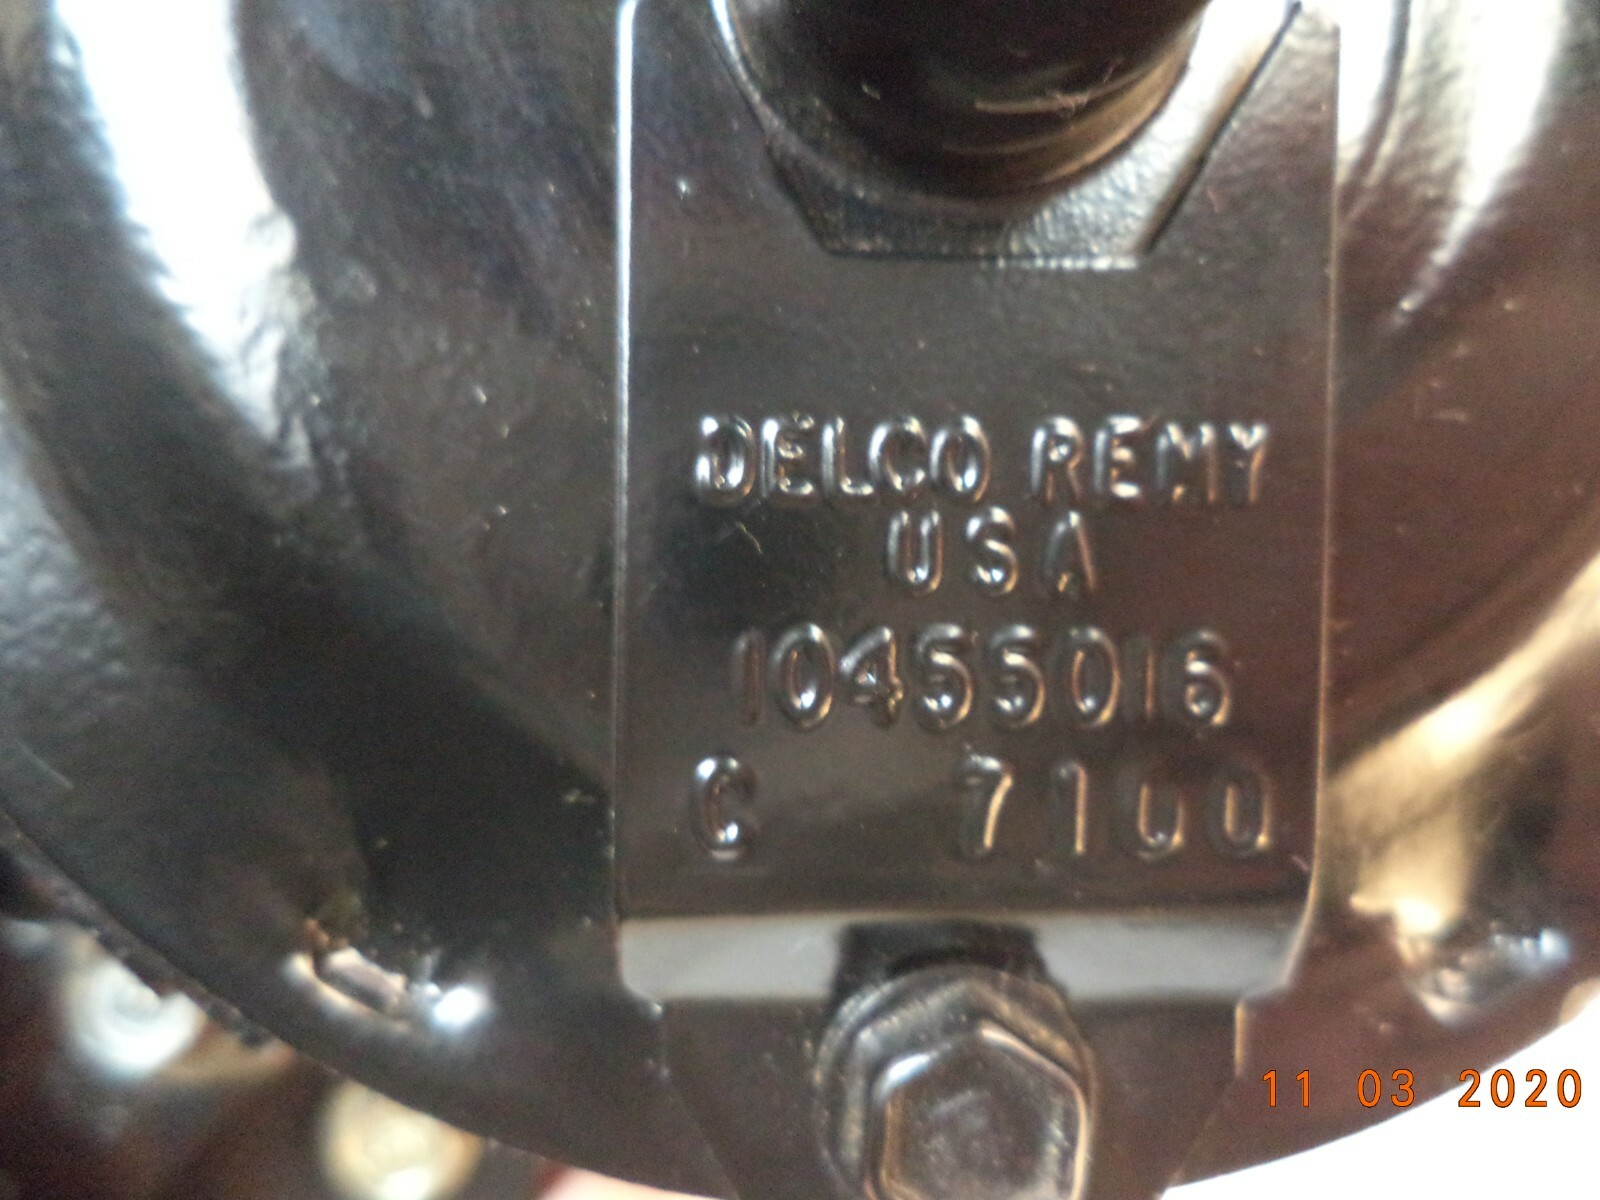 DELCO REMY
USA
10455016
C 7100
11 03 2020